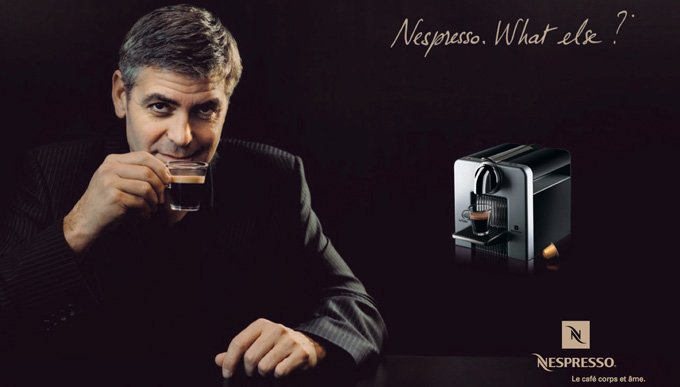 Nespresso. What else ?
N
NESPRESSO.
Le café corps et âme.